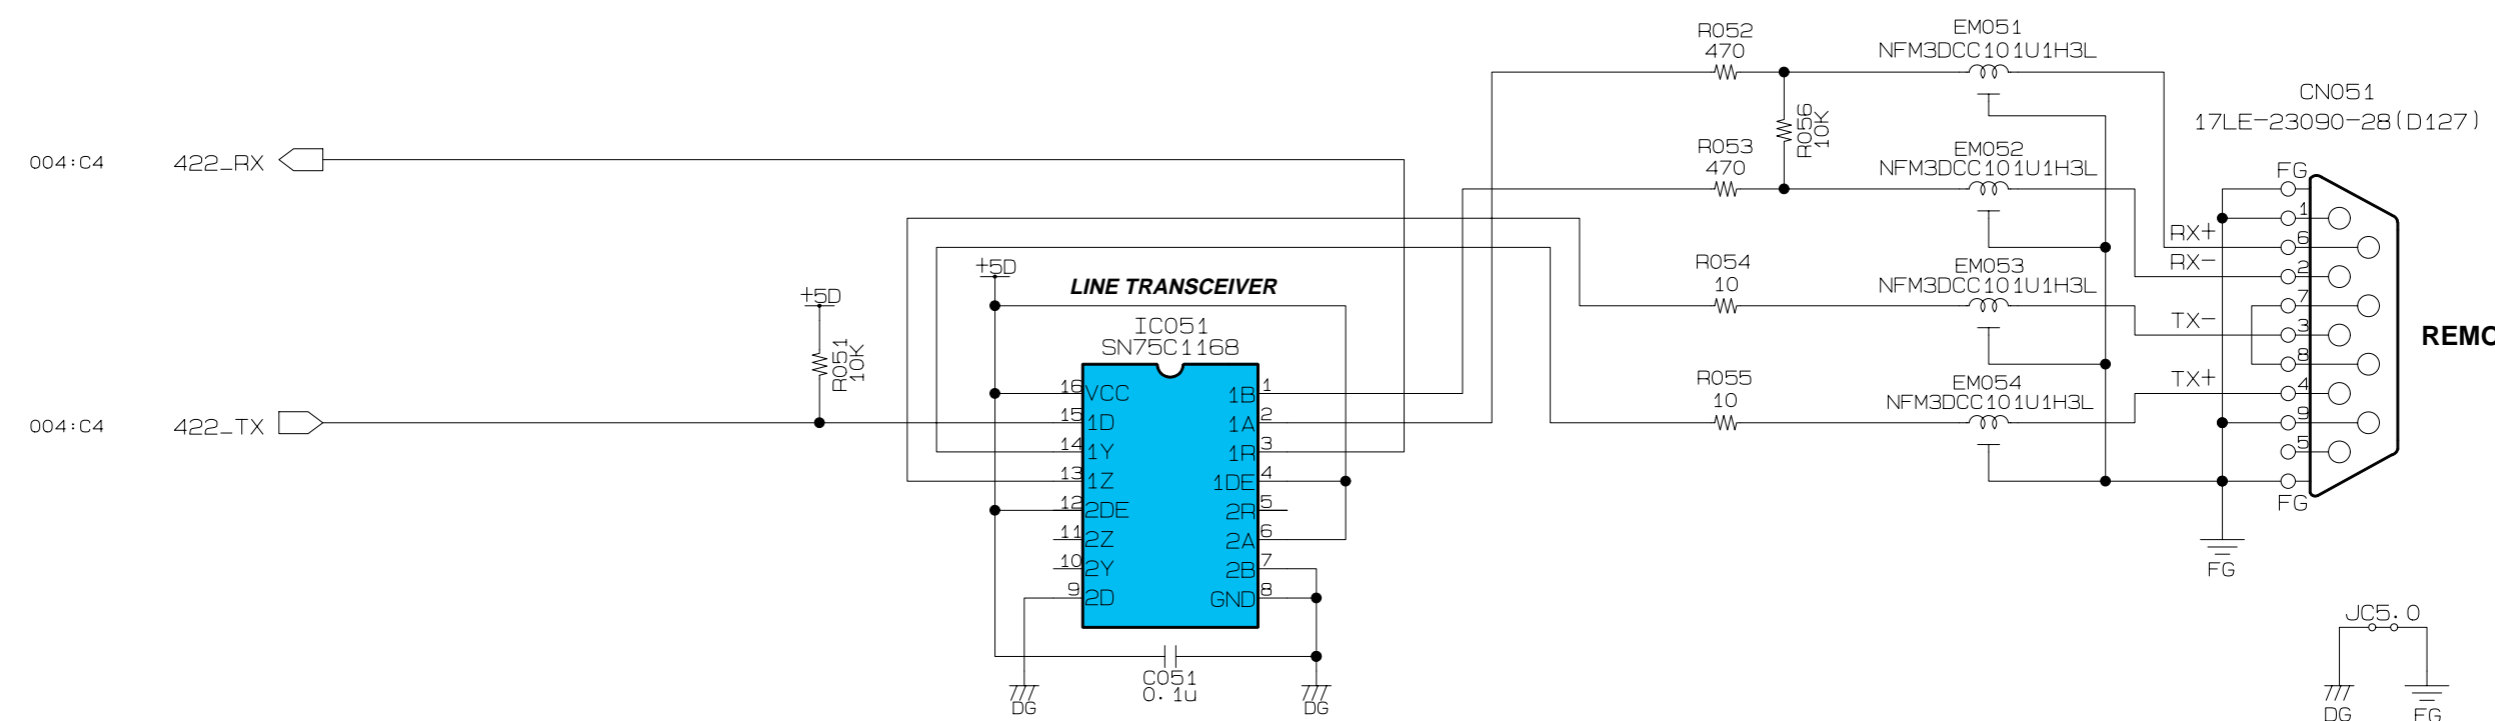 R052
470
EM051
NFM3DCC101U1H3L
CN051
17LE-23090-28(D127)
R056
10K
004:C4 422_RX
R053
470
EM052
NFM3DCC101U1H3L
FG
1
RX+ 6
RX- 2
+5D
LINE TRANSCEIVER
R054
10
EM053
NFM3DCC101U1H3L
7
TX- 3
8
REMO
+5D
R051
10K
IC051
SN75C1168
R055
10
EM054
NFM3DCC101U1H3L
TX+ 4
9
5
FG
FG
004:C4 422_TX
16 VCC 1B 1
15 1D 1A 2
14 1Y 1R 3
13 1Z 1DE 4
12 2DE 2R 5
11 2Z 2A 6
10 2Y 2B 7
9 2D GND 8
C051
0.1u
DG
DG
JC5.0
DG
FG